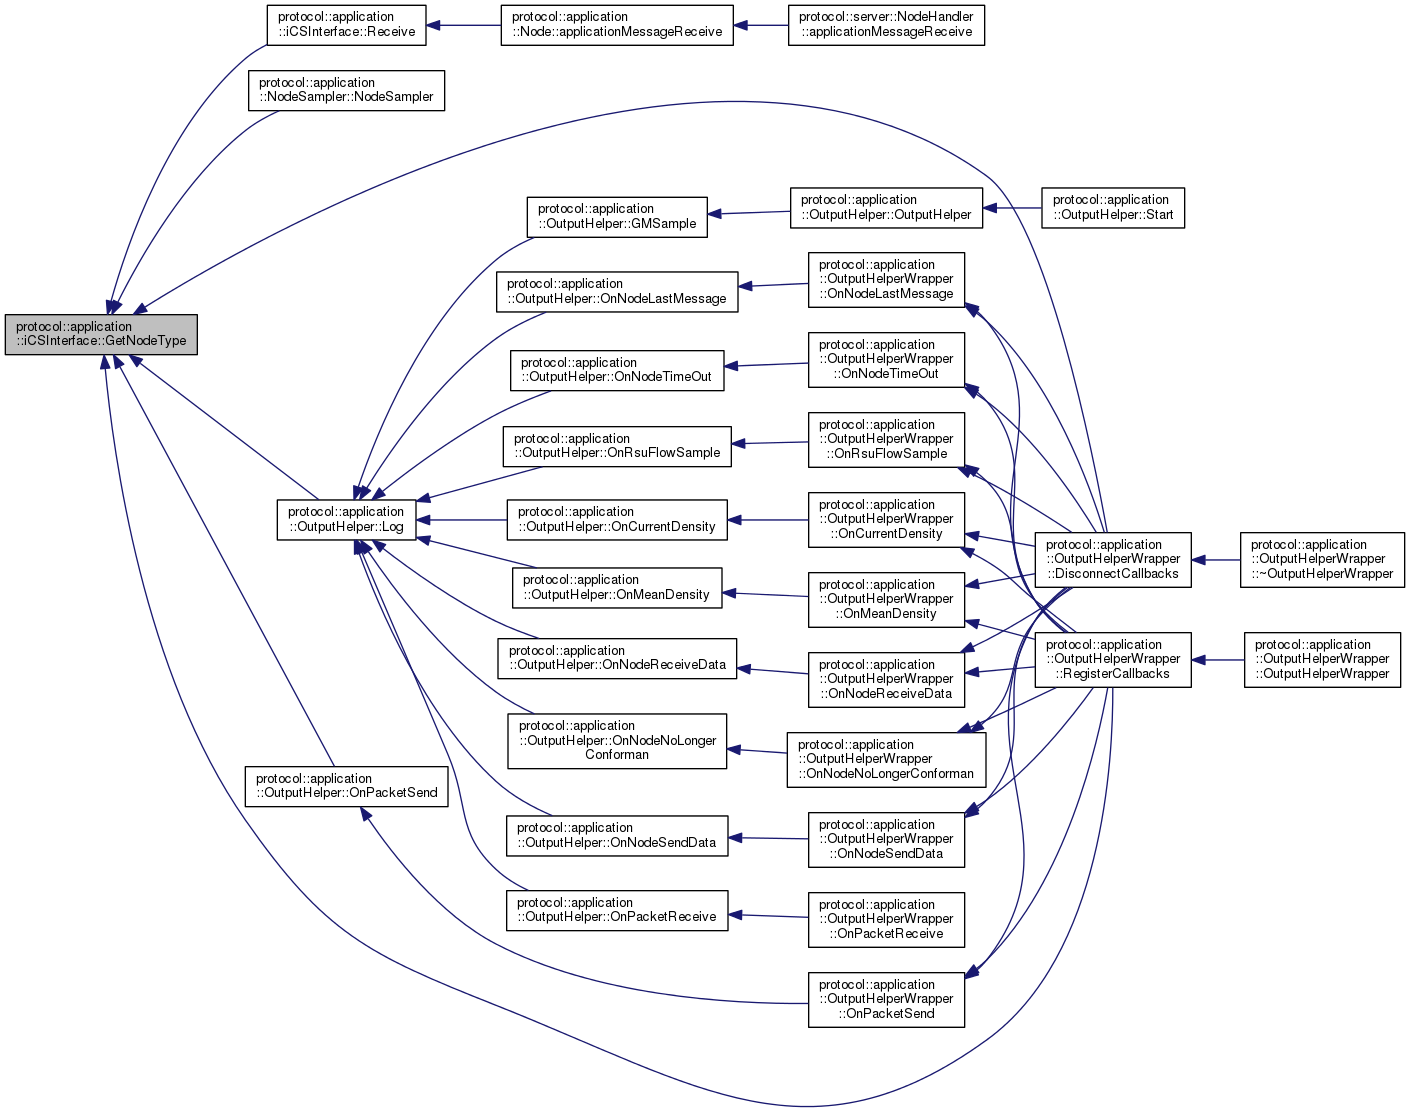 protocol::application
::iCSInterface::Receive
protocol::application
::Node::applicationMessageReceive
protocol::server::NodeHandler
::applicationMessageReceive
protocol::application
::NodeSampler::NodeSampler
protocol::application
::iCSInterface::GetNodeType
protocol::application
::OutputHelper::GMSample
protocol::application
::OutputHelper::OutputHelper
protocol::application
::OutputHelper::Start
protocol::application
::OutputHelper::OnNodeLastMessage
protocol::application
::OutputHelperWrapper
::OnNodeLastMessage
protocol::application
::OutputHelper::OnNodeTimeOut
protocol::application
::OutputHelperWrapper
::OnNodeTimeOut
protocol::application
::OutputHelper::OnRsuFlowSample
protocol::application
::OutputHelperWrapper
::OnRsuFlowSample
protocol::application
::OutputHelper::Log
protocol::application
::OutputHelper::OnCurrentDensity
protocol::application
::OutputHelperWrapper
::OnCurrentDensity
protocol::application
::OutputHelperWrapper
::DisconnectCallbacks
protocol::application
::OutputHelperWrapper
::~OutputHelperWrapper
protocol::application
::OutputHelper::OnMeanDensity
protocol::application
::OutputHelperWrapper
::OnMeanDensity
protocol::application
::OutputHelper::OnNodeReceiveData
protocol::application
::OutputHelperWrapper
::OnNodeReceiveData
protocol::application
::OutputHelperWrapper
::RegisterCallbacks
protocol::application
::OutputHelperWrapper
::OutputHelperWrapper
protocol::application
::OutputHelper::OnNodeNoLonger
Conforman
protocol::application
::OutputHelperWrapper
::OnNodeNoLongerConforman
protocol::application
::OutputHelper::OnPacketSend
protocol::application
::OutputHelper::OnNodeSendData
protocol::application
::OutputHelperWrapper
::OnNodeSendData
protocol::application
::OutputHelper::OnPacketReceive
protocol::application
::OutputHelperWrapper
::OnPacketReceive
protocol::application
::OutputHelperWrapper
::OnPacketSend